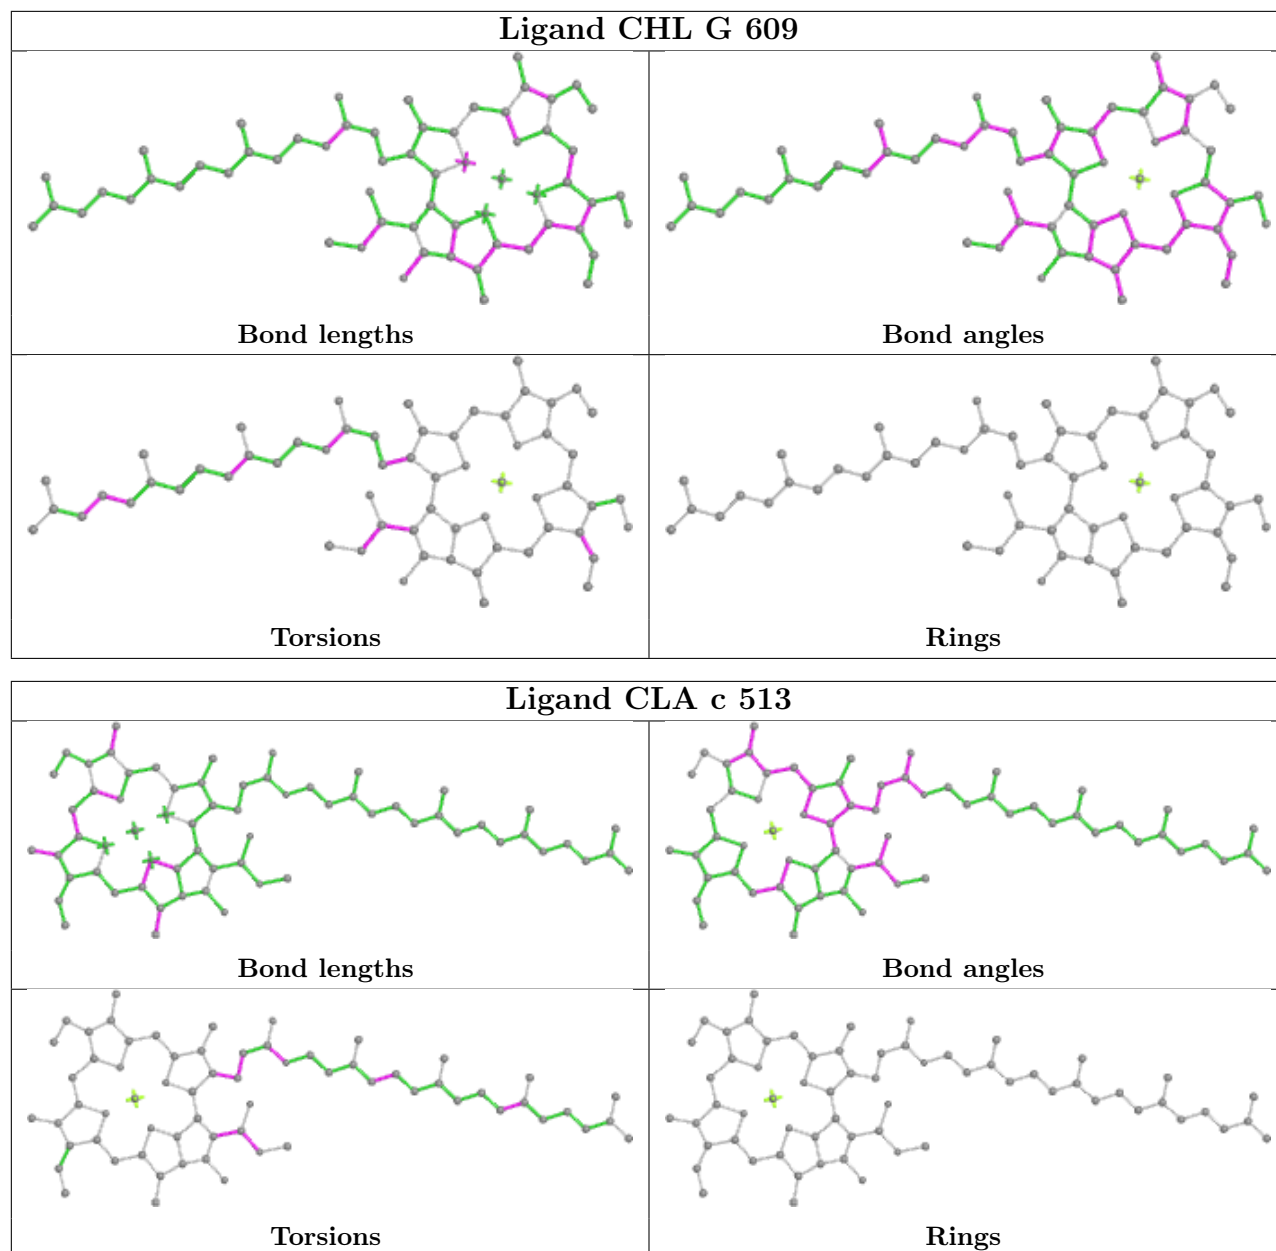 Ligand CHL G 609
Bond lengths
Bond angles
Torsions
Rings
Ligand CLA c 513
Bond lengths
Bond angles
Torsions
Rings